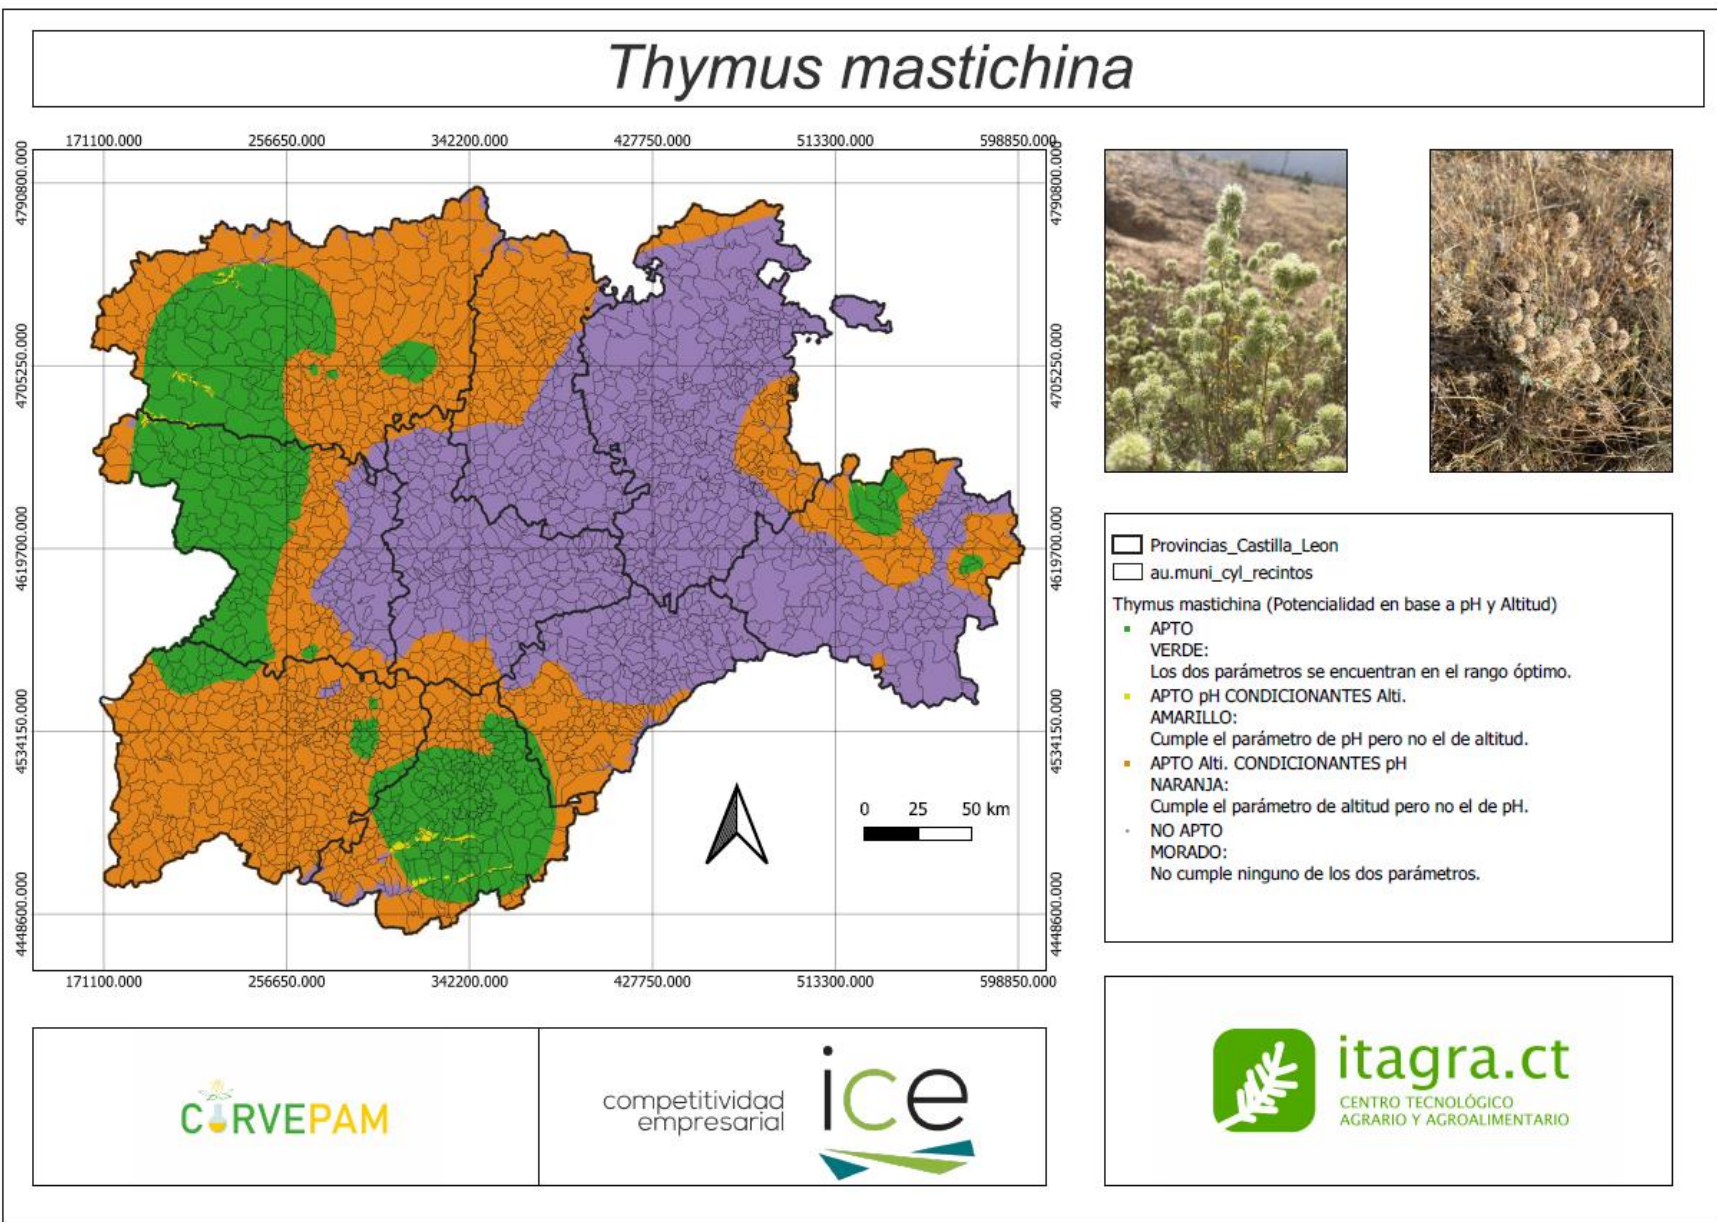 Thymus mastichina
171100.000 256650.000 342200.000 427750.000 513300.000 598850.000
4790800.000
4705250.000
4619700.000
4534150.000
4448600.000
4790800.000
4705250.000
4619700.000
4534150.000
4448600.000
0 25 50 km
171100.000 256650.000 342200.000 427750.000 513300.000 598850.000
Provincias_Castilla_Leon
au.muni_cyl_recintos
Thymus mastichina (Potencialidad en base a pH y Altitud)
APTO
VERDE:
Los dos parámetros se encuentran en el rango óptimo.
APTO pH CONDICIONANTES Alti.
AMARILLO:
Cumple el parámetro de pH pero no el de altitud.
APTO Alti. CONDICIONANTES pH
NARANJA:
Cumple el parámetro de altitud pero no el de pH.
NO APTO
MORADO:
No cumple ninguno de los dos parámetros.
CORVEPAM
competitividad
empresarial
ice
itagra.ct
CENTRO TECNOLÓGICO
AGRARIO Y AGROALIMENTARIO